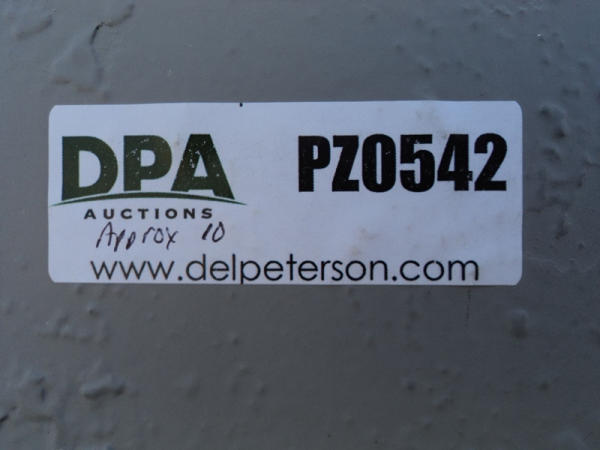 DPA
PZ0542
AUCTIONS
Approx 10
www.delpeterson.com